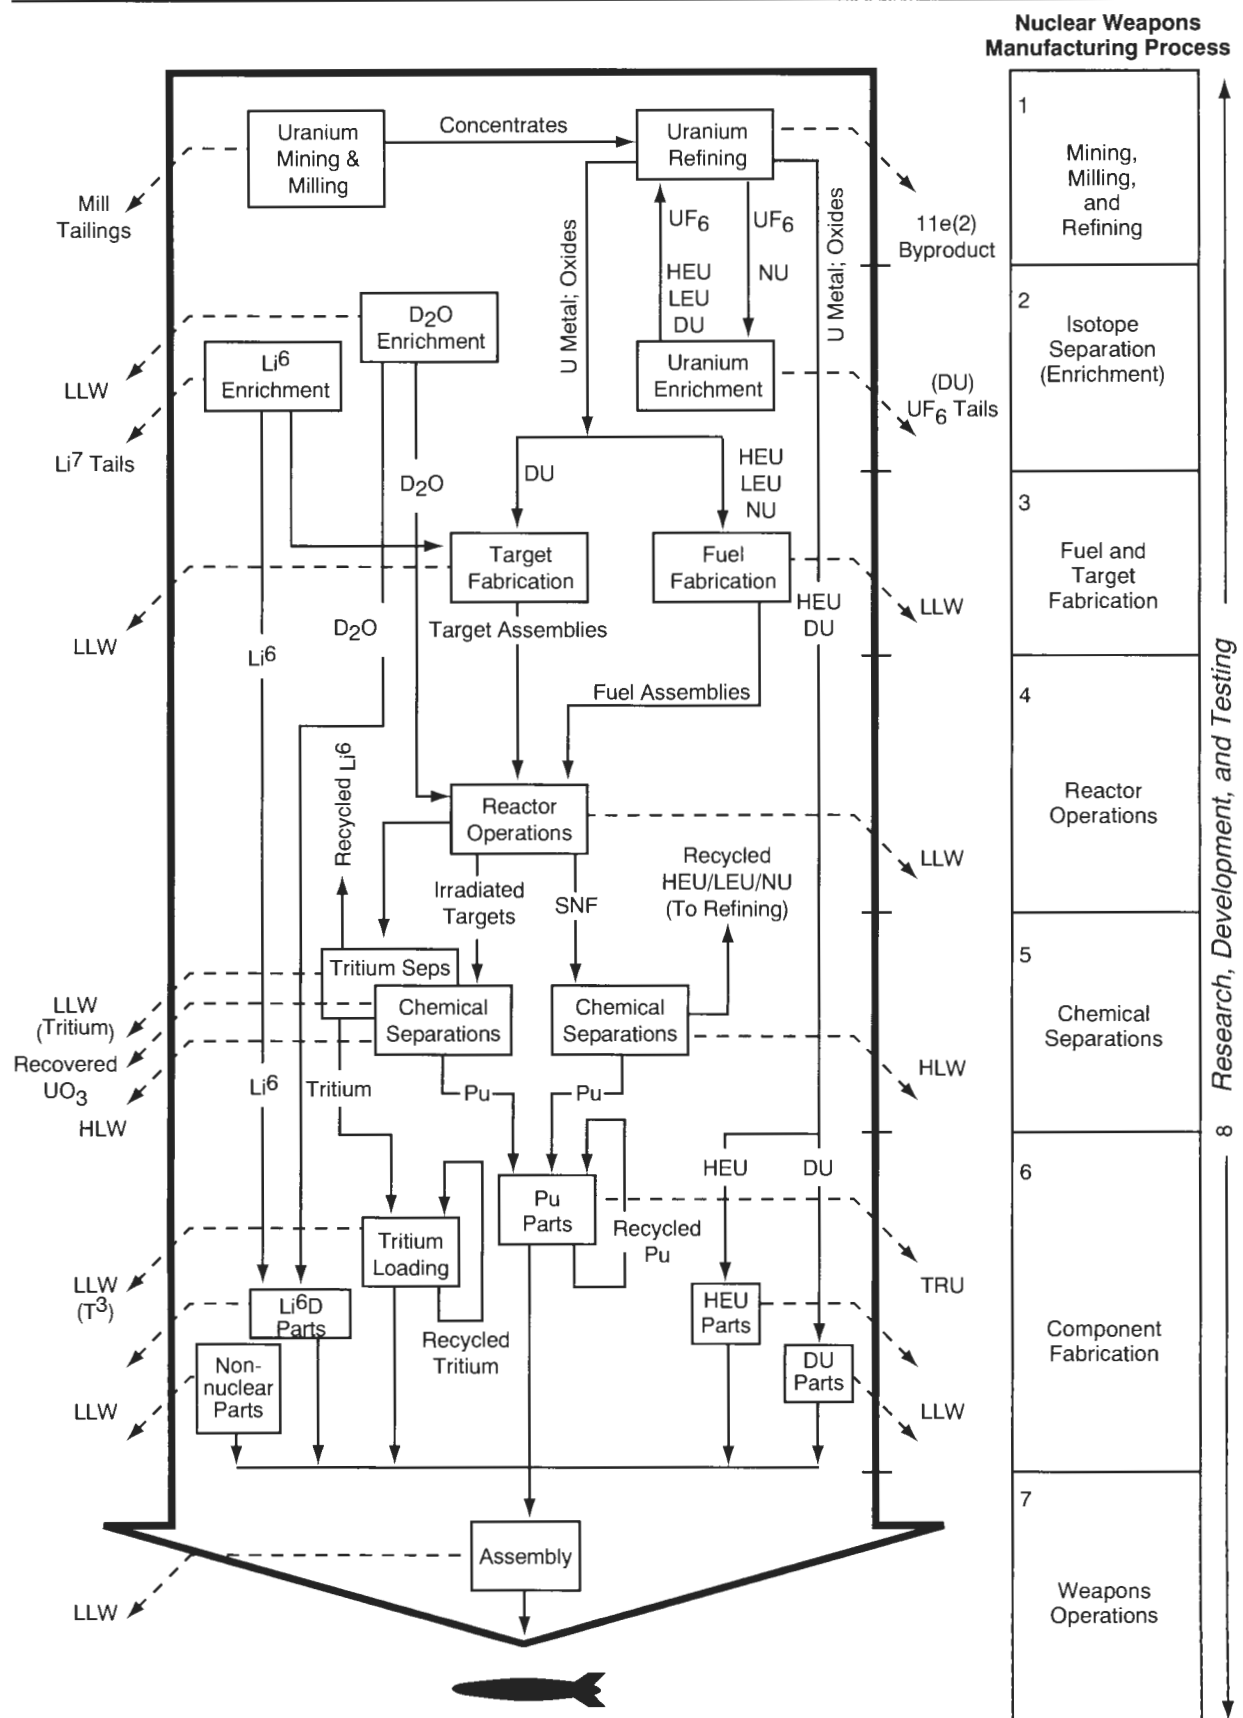 Nuclear Weapons
Manufacturing Process
Uranium
Mining &
Milling
Concentrates
Uranium
Refining
Mill
Tailings
11e(2)
Byproduct
U Metal; Oxides
UF6
HEU
LEU
DU
UF6
NU
U Metal; Oxides
1
Mining,
Milling,
and
Refining
D2O
Enrichment
Li6
Enrichment
Uranium
Enrichment
LLW
Li7 Tails
(DU)
UF6 Tails
2
Isotope
Separation
(Enrichment)
D2O
DU
HEU
LEU
NU
Target
Fabrication
Fuel
Fabrication
LLW
LLW
3
Fuel and
Target
Fabrication
Li6
D2O
Target Assemblies
HEU
DU
Fuel Assemblies
Recycled Li6
Reactor
Operations
LLW
4
Reactor
Operations
Irradiated
Targets
SNF
Recycled
HEU/LEU/NU
(To Refining)
Tritium Seps
Chemical
Separations
Chemical
Separations
LLW
(Tritium)
Recovered
UO3
HLW
HLW
5
Chemical
Separations
Li6
Tritium
Pu
Pu
HEU
DU
Pu
Parts
Recycled
Pu
Tritium
Loading
Recycled
Tritium
LLW
(T3)
TRU
Li6D
Parts
HEU
Parts
Non-
nuclear
Parts
DU
Parts
LLW
LLW
6
Component
Fabrication
Assembly
LLW
7
Weapons
Operations
8
Research, Development, and Testing